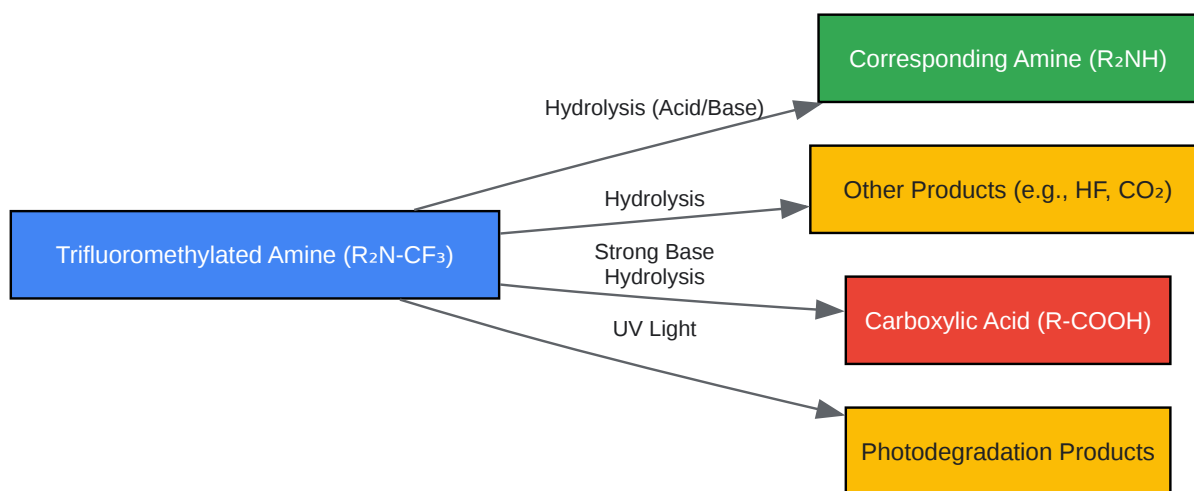 Corresponding Amine (R₂NH)
Hydrolysis (Acid/Base)
Other Products (e.g., HF, CO₂)
Hydrolysis
Trifluoromethylated Amine (R₂N-CF₃)
Strong Base
Hydrolysis
Carboxylic Acid (R-COOH)
UV Light
Photodegradation Products